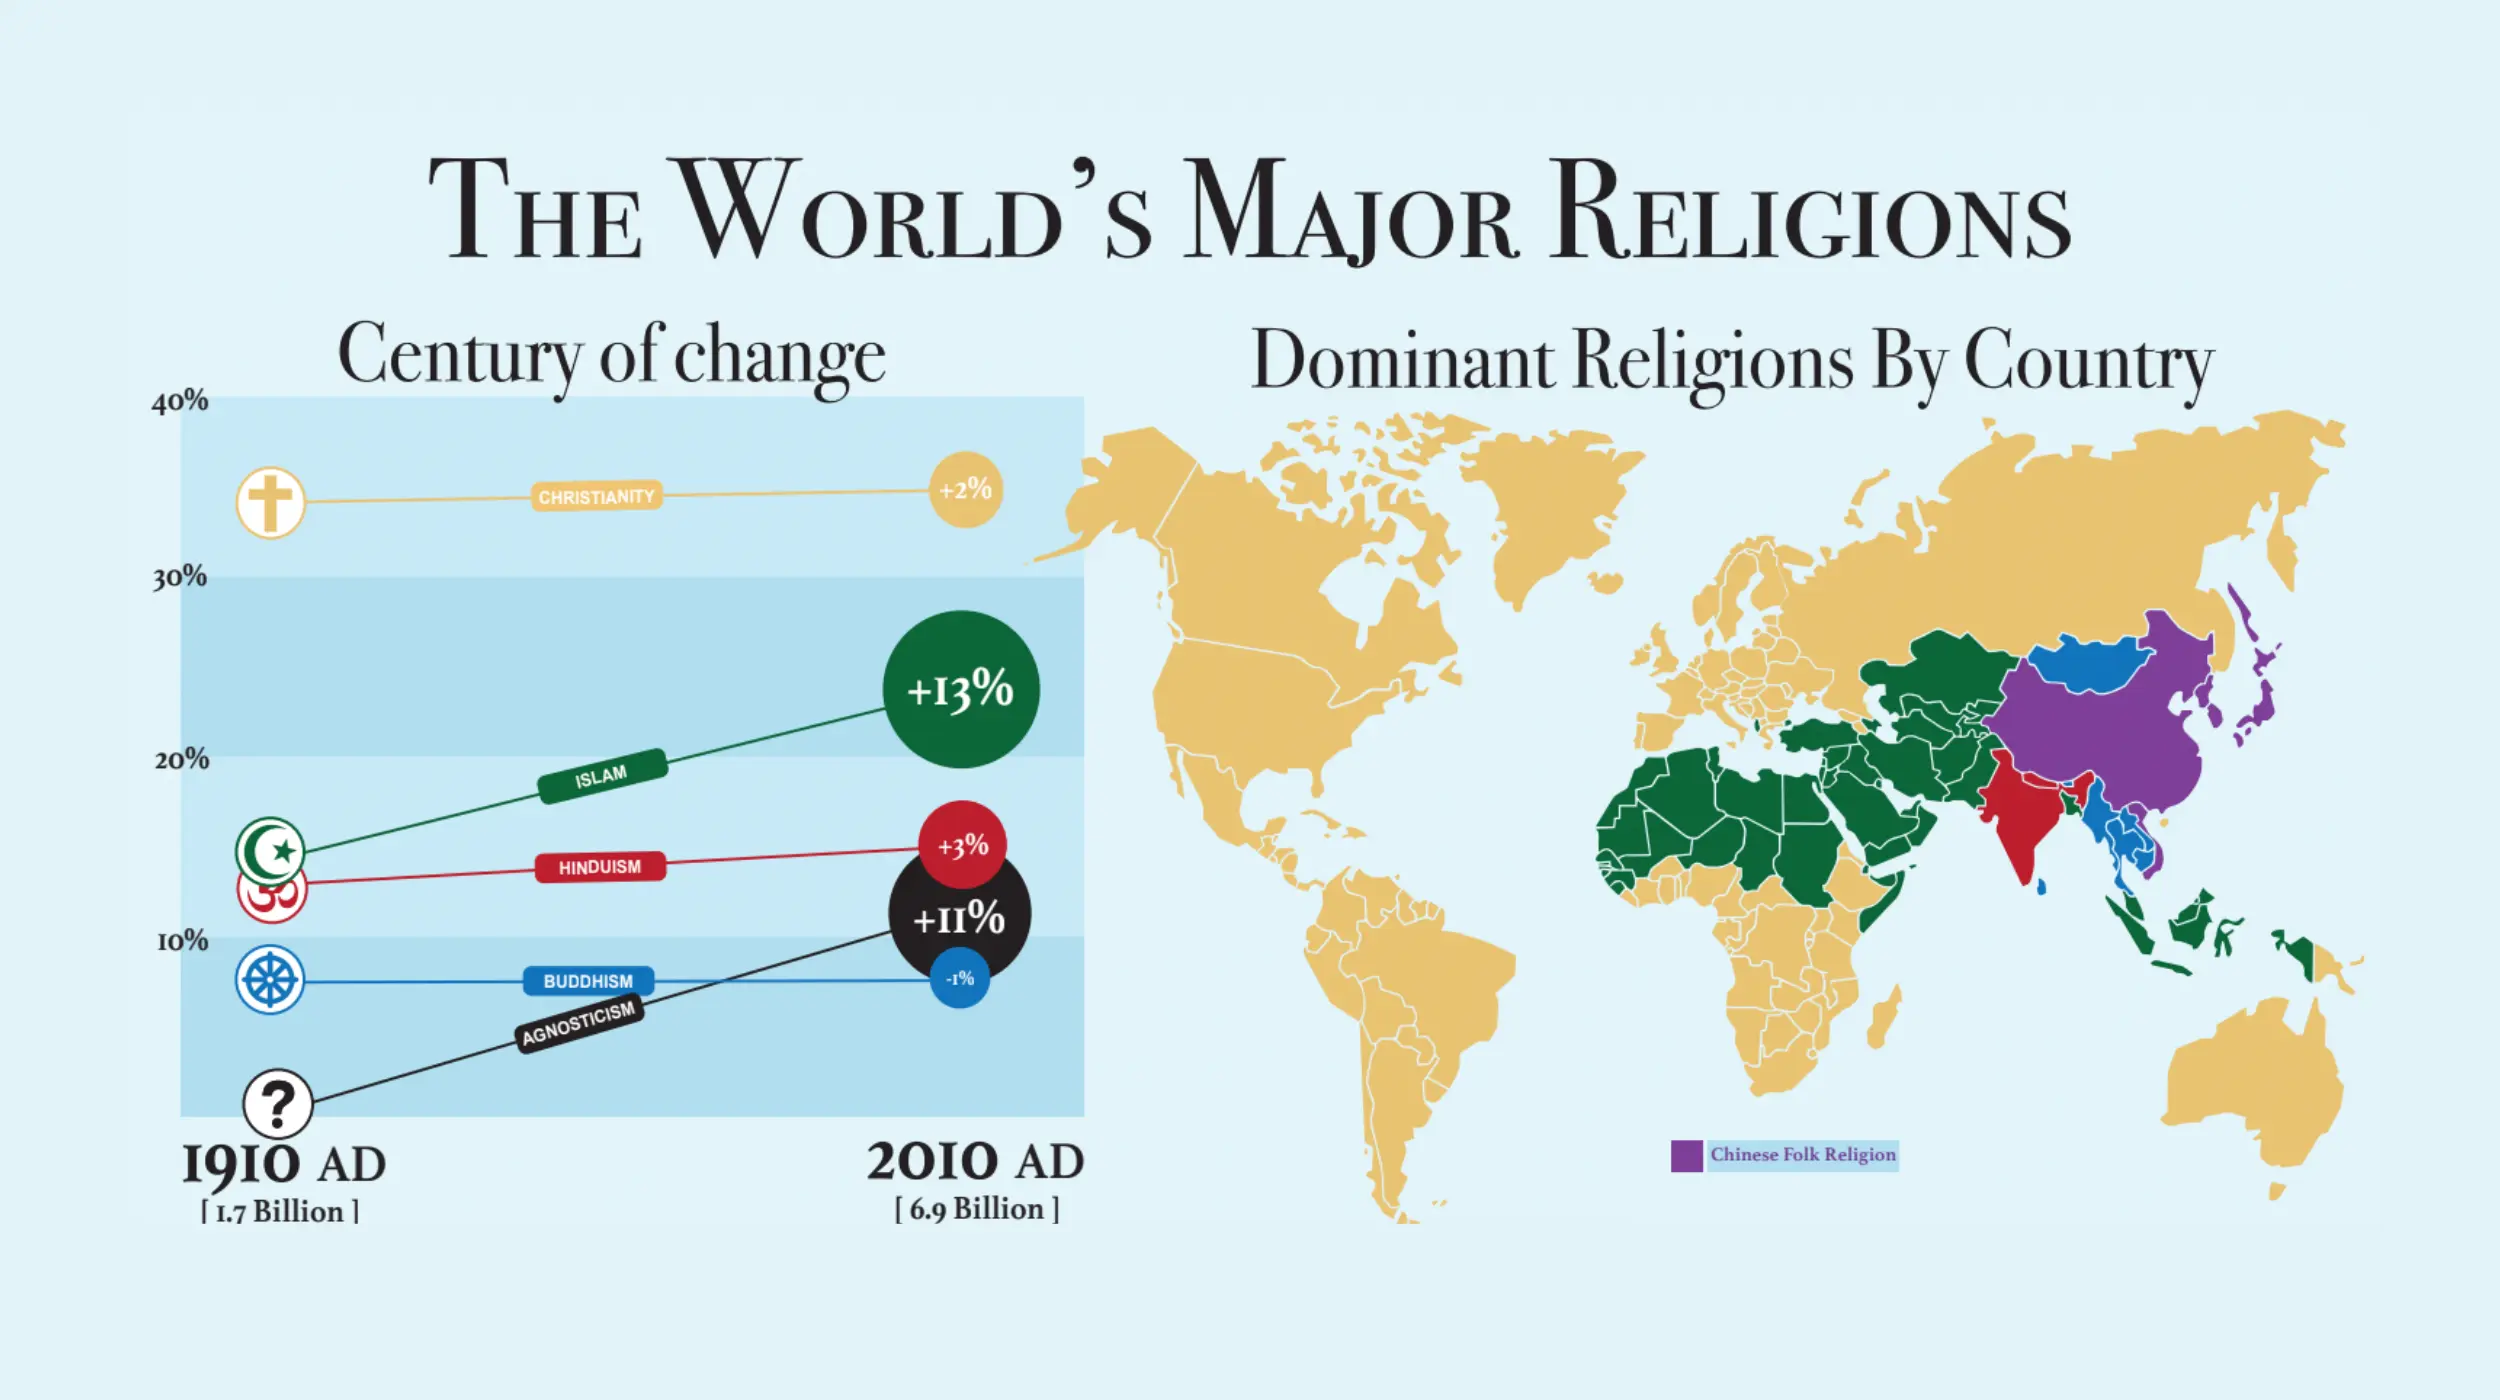 The World's Major Religions
Century of change
40%
CHRISTIANITY
+2%
30%
+13%
20%
ISLAM
+3%
HINDUISM
+11%
10%
BUDDHISM
-1%
AGNOSTICISM
?
1910 AD
[ 1.7 Billion ]
2010 AD
[ 6.9 Billion ]
Dominant Religions By Country
Chinese Folk Religion